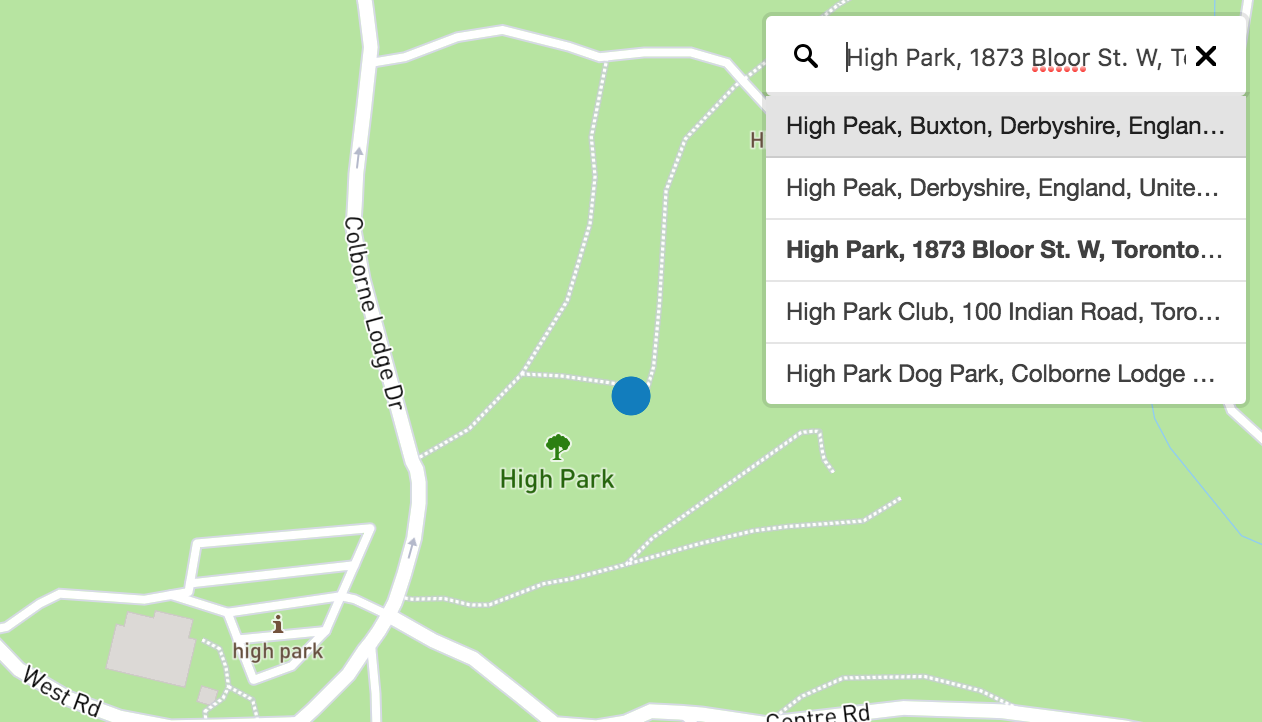 High Park, 1873 Bloor St. W, T
High Peak, Buxton, Derbyshire, Englan…
High Peak, Derbyshire, England, Unite…
High Park, 1873 Bloor St. W, Toronto…
High Park Club, 100 Indian Road, Toro…
High Park Dog Park, Colborne Lodge …
H
Colborne Lodge Dr
High Park
high park
West Rd
Centre Rd